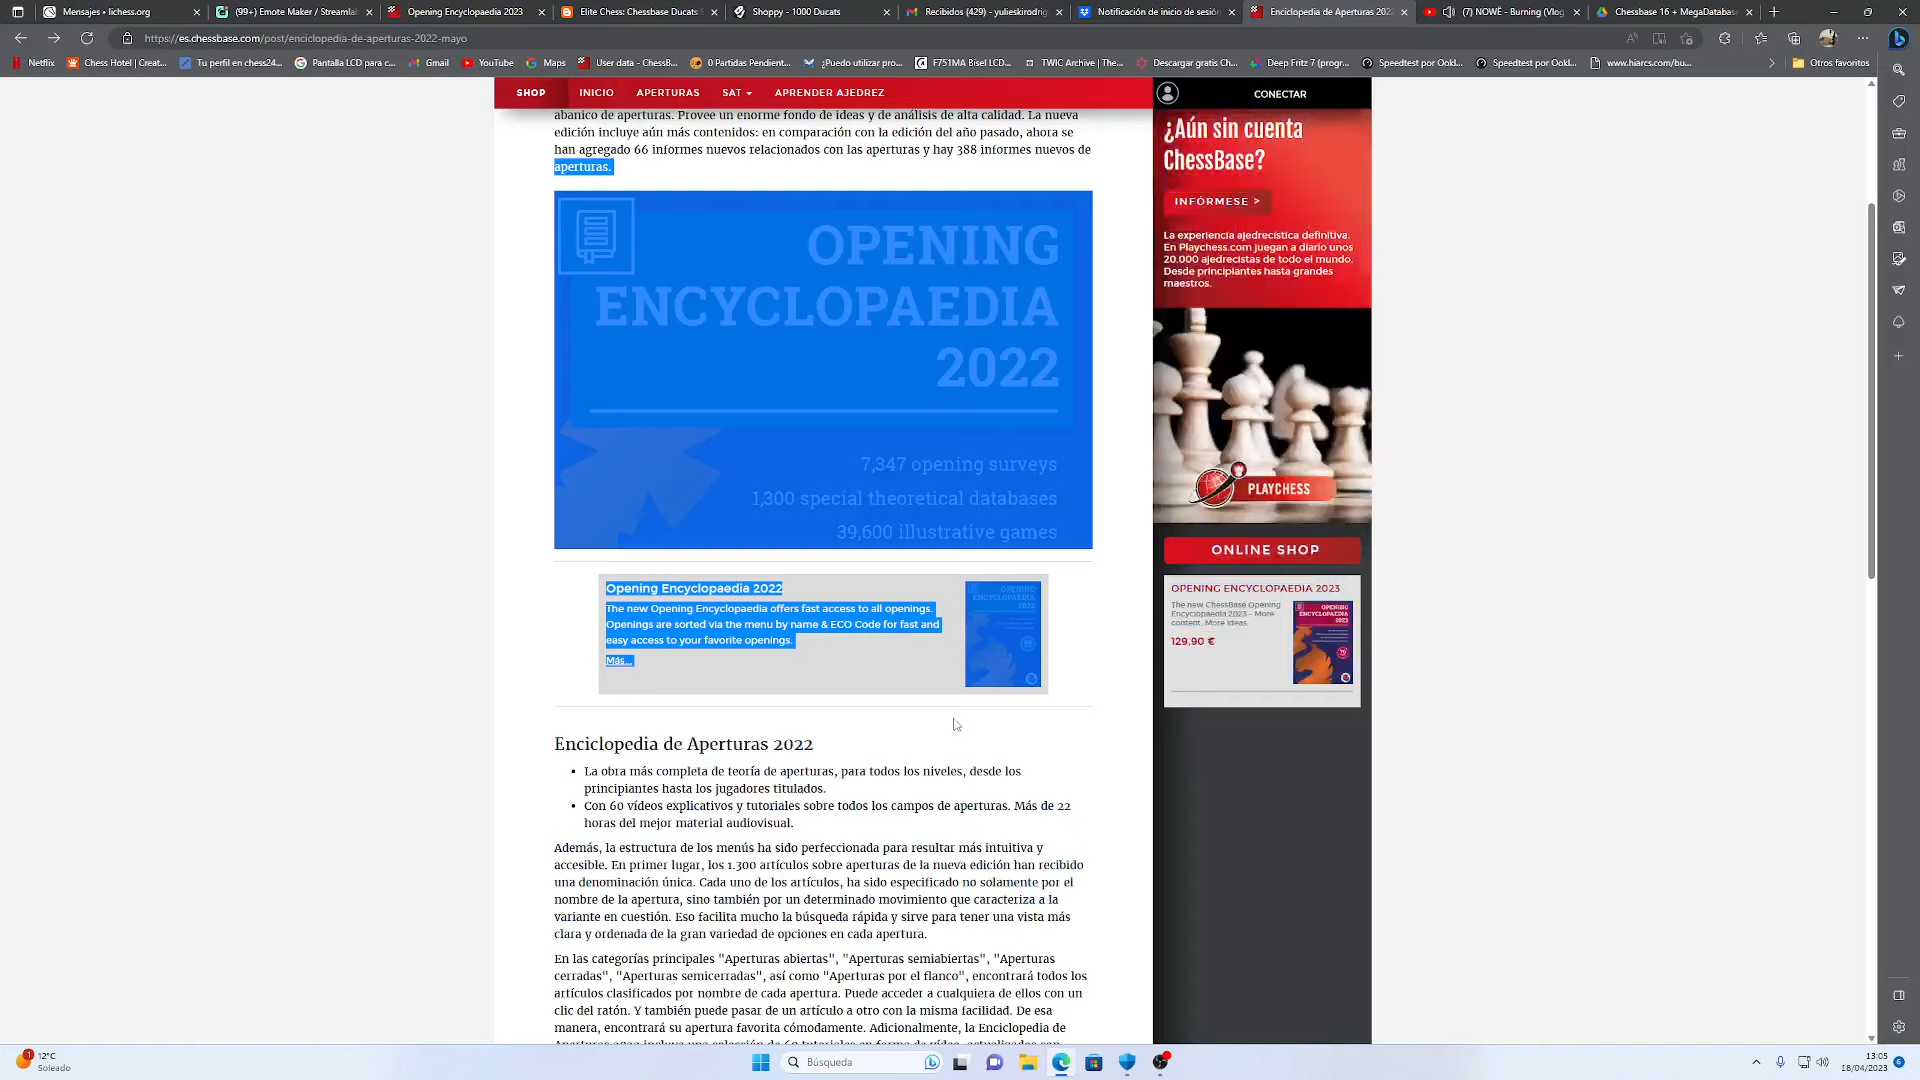 Mensajes • lichess.org
(99+) Emote Maker / Streamlab
Opening Encyclopaedia 2023
Elite Chess: Chessbase Ducats S
Shoppy - 1000 Ducats
Recibidos (429) - yulieskirodrig
Notificación de inicio de sesión
Enciclopedia de Aperturas 2022
(7) NOWË - Burning (Vlog
Chessbase 16 + MegaDatabase
https://es.chessbase.com/post/enciclopedia-de-aperturas-2022-mayo
Netflix
Chess Hotel | Creat...
Tu perfil en chess24...
Pantalla LCD para c...
Gmail
YouTube
Maps
User data - ChessB...
0 Partidas Pendient...
¿Puedo utilizar pro...
F751MA Bisel LCD...
TWIC Archive | The...
Descargar gratis Ch...
Deep Fritz 7 (progr...
Speedtest por Ookl...
Speedtest por Ookl...
www.hiarcs.com/bu...
Otros favoritos
SHOP
INICIO
APERTURAS
SAT
APRENDER AJEDREZ
CONECTAR
abanico de aperturas. Provee un enorme fondo de ideas y de análisis de alta calidad. La nueva
edición incluye aún más contenidos: en comparación con la edición del año pasado, ahora se
han agregado 66 informes nuevos relacionados con las aperturas y hay 388 informes nuevos de
aperturas.
OPENING
ENCYCLOPAEDIA
2022
7,347 opening surveys
1,300 special theoretical databases
39,600 illustrative games
Opening Encyclopaedia 2022
The new Opening Encyclopaedia offers fast access to all openings.
Openings are sorted via the menu by name & ECO Code for fast and
easy access to your favorite openings.
Más...
OPENING
ENCYCLOPAEDIA
2022
Enciclopedia de Aperturas 2022
• La obra más completa de teoría de aperturas, para todos los niveles, desde los
principiantes hasta los jugadores titulados.
• Con 60 vídeos explicativos y tutoriales sobre todos los campos de aperturas. Más de 22
horas del mejor material audiovisual.
Además, la estructura de los menús ha sido perfeccionada para resultar más intuitiva y
accesible. En primer lugar, los 1.300 artículos sobre aperturas de la nueva edición han recibido
una denominación única. Cada uno de los artículos, ha sido especificado no solamente por el
nombre de la apertura, sino también por un determinado movimiento que caracteriza a la
variante en cuestión. Eso facilita mucho la búsqueda rápida y sirve para tener una vista más
clara y ordenada de la gran variedad de opciones en cada apertura.
En las categorías principales "Aperturas abiertas", "Aperturas semiabiertas", "Aperturas
cerradas", "Aperturas semicerradas", así como "Aperturas por el flanco", encontrará todos los
artículos clasificados por nombre de cada apertura. Puede acceder a cualquiera de ellos con un
clic del ratón. Y también puede pasar de un artículo a otro con la misma facilidad. De esa
manera, encontrará su apertura favorita cómodamente. Adicionalmente, la Enciclopedia de
¿Aún sin cuenta
ChessBase?
INFÓRMESE >
La experiencia ajedrecística definitiva.
En Playchess.com juegan a diario unos
20.000 ajedrecistas de todo el mundo.
Desde principiantes hasta grandes
maestros.
PLAYCHESS
ONLINE SHOP
OPENING ENCYCLOPAEDIA 2023
The new ChessBase Opening
Encyclopaedia 2023 - More
content. More ideas.
129,90 €
OPENING
ENCYCLOPAEDIA
2023
1
12°C
Soleado
Búsqueda
13:05
18/04/2023
6